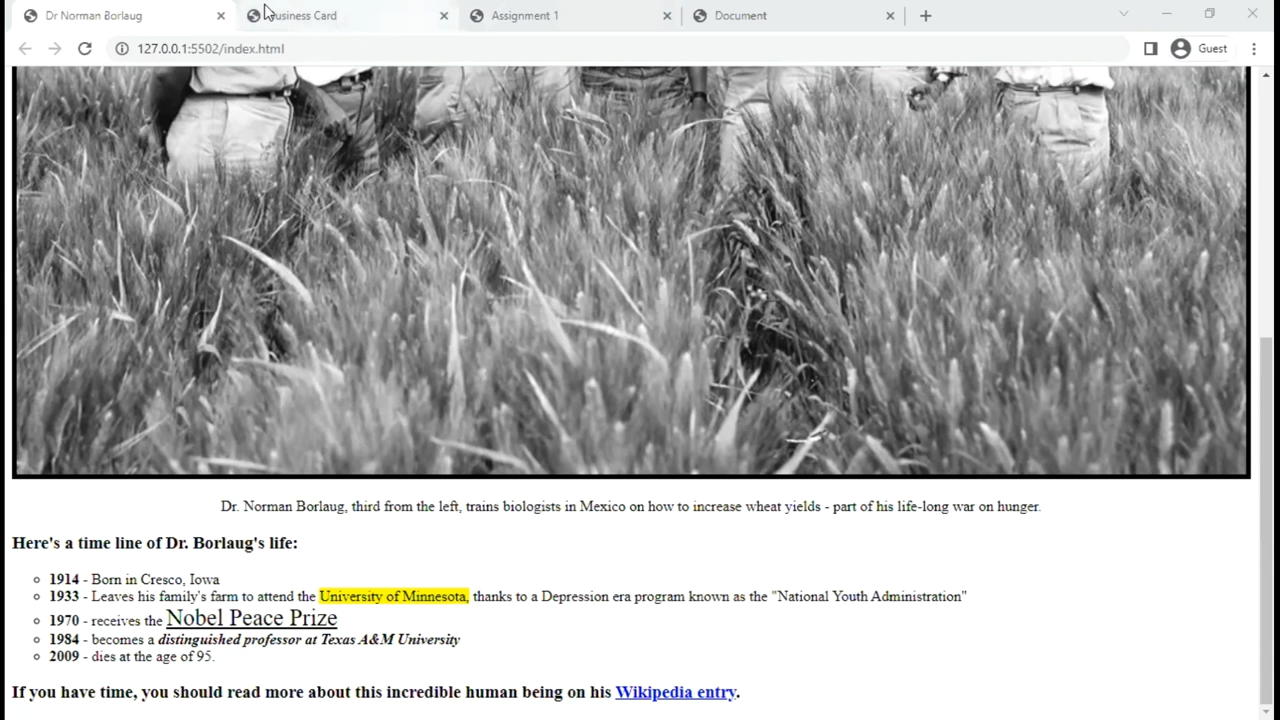 Dr Norman Borlaug
Business Card
Assignment 1
Document
127.0.0.1:5502/index.html
Guest
Dr. Norman Borlaug, third from the left, trains biologists in Mexico on how to increase wheat yields - part of his life-long war on hunger.
Here's a time line of Dr. Borlaug's life:
1914 - Born in Cresco, Iowa
1933 - Leaves his family's farm to attend the University of Minnesota, thanks to a Depression era program known as the "National Youth Administration"
1970 - receives the Nobel Peace Prize
1984 - becomes a distinguished professor at Texas A&M University
2009 - dies at the age of 95.
If you have time, you should read more about this incredible human being on his Wikipedia entry.